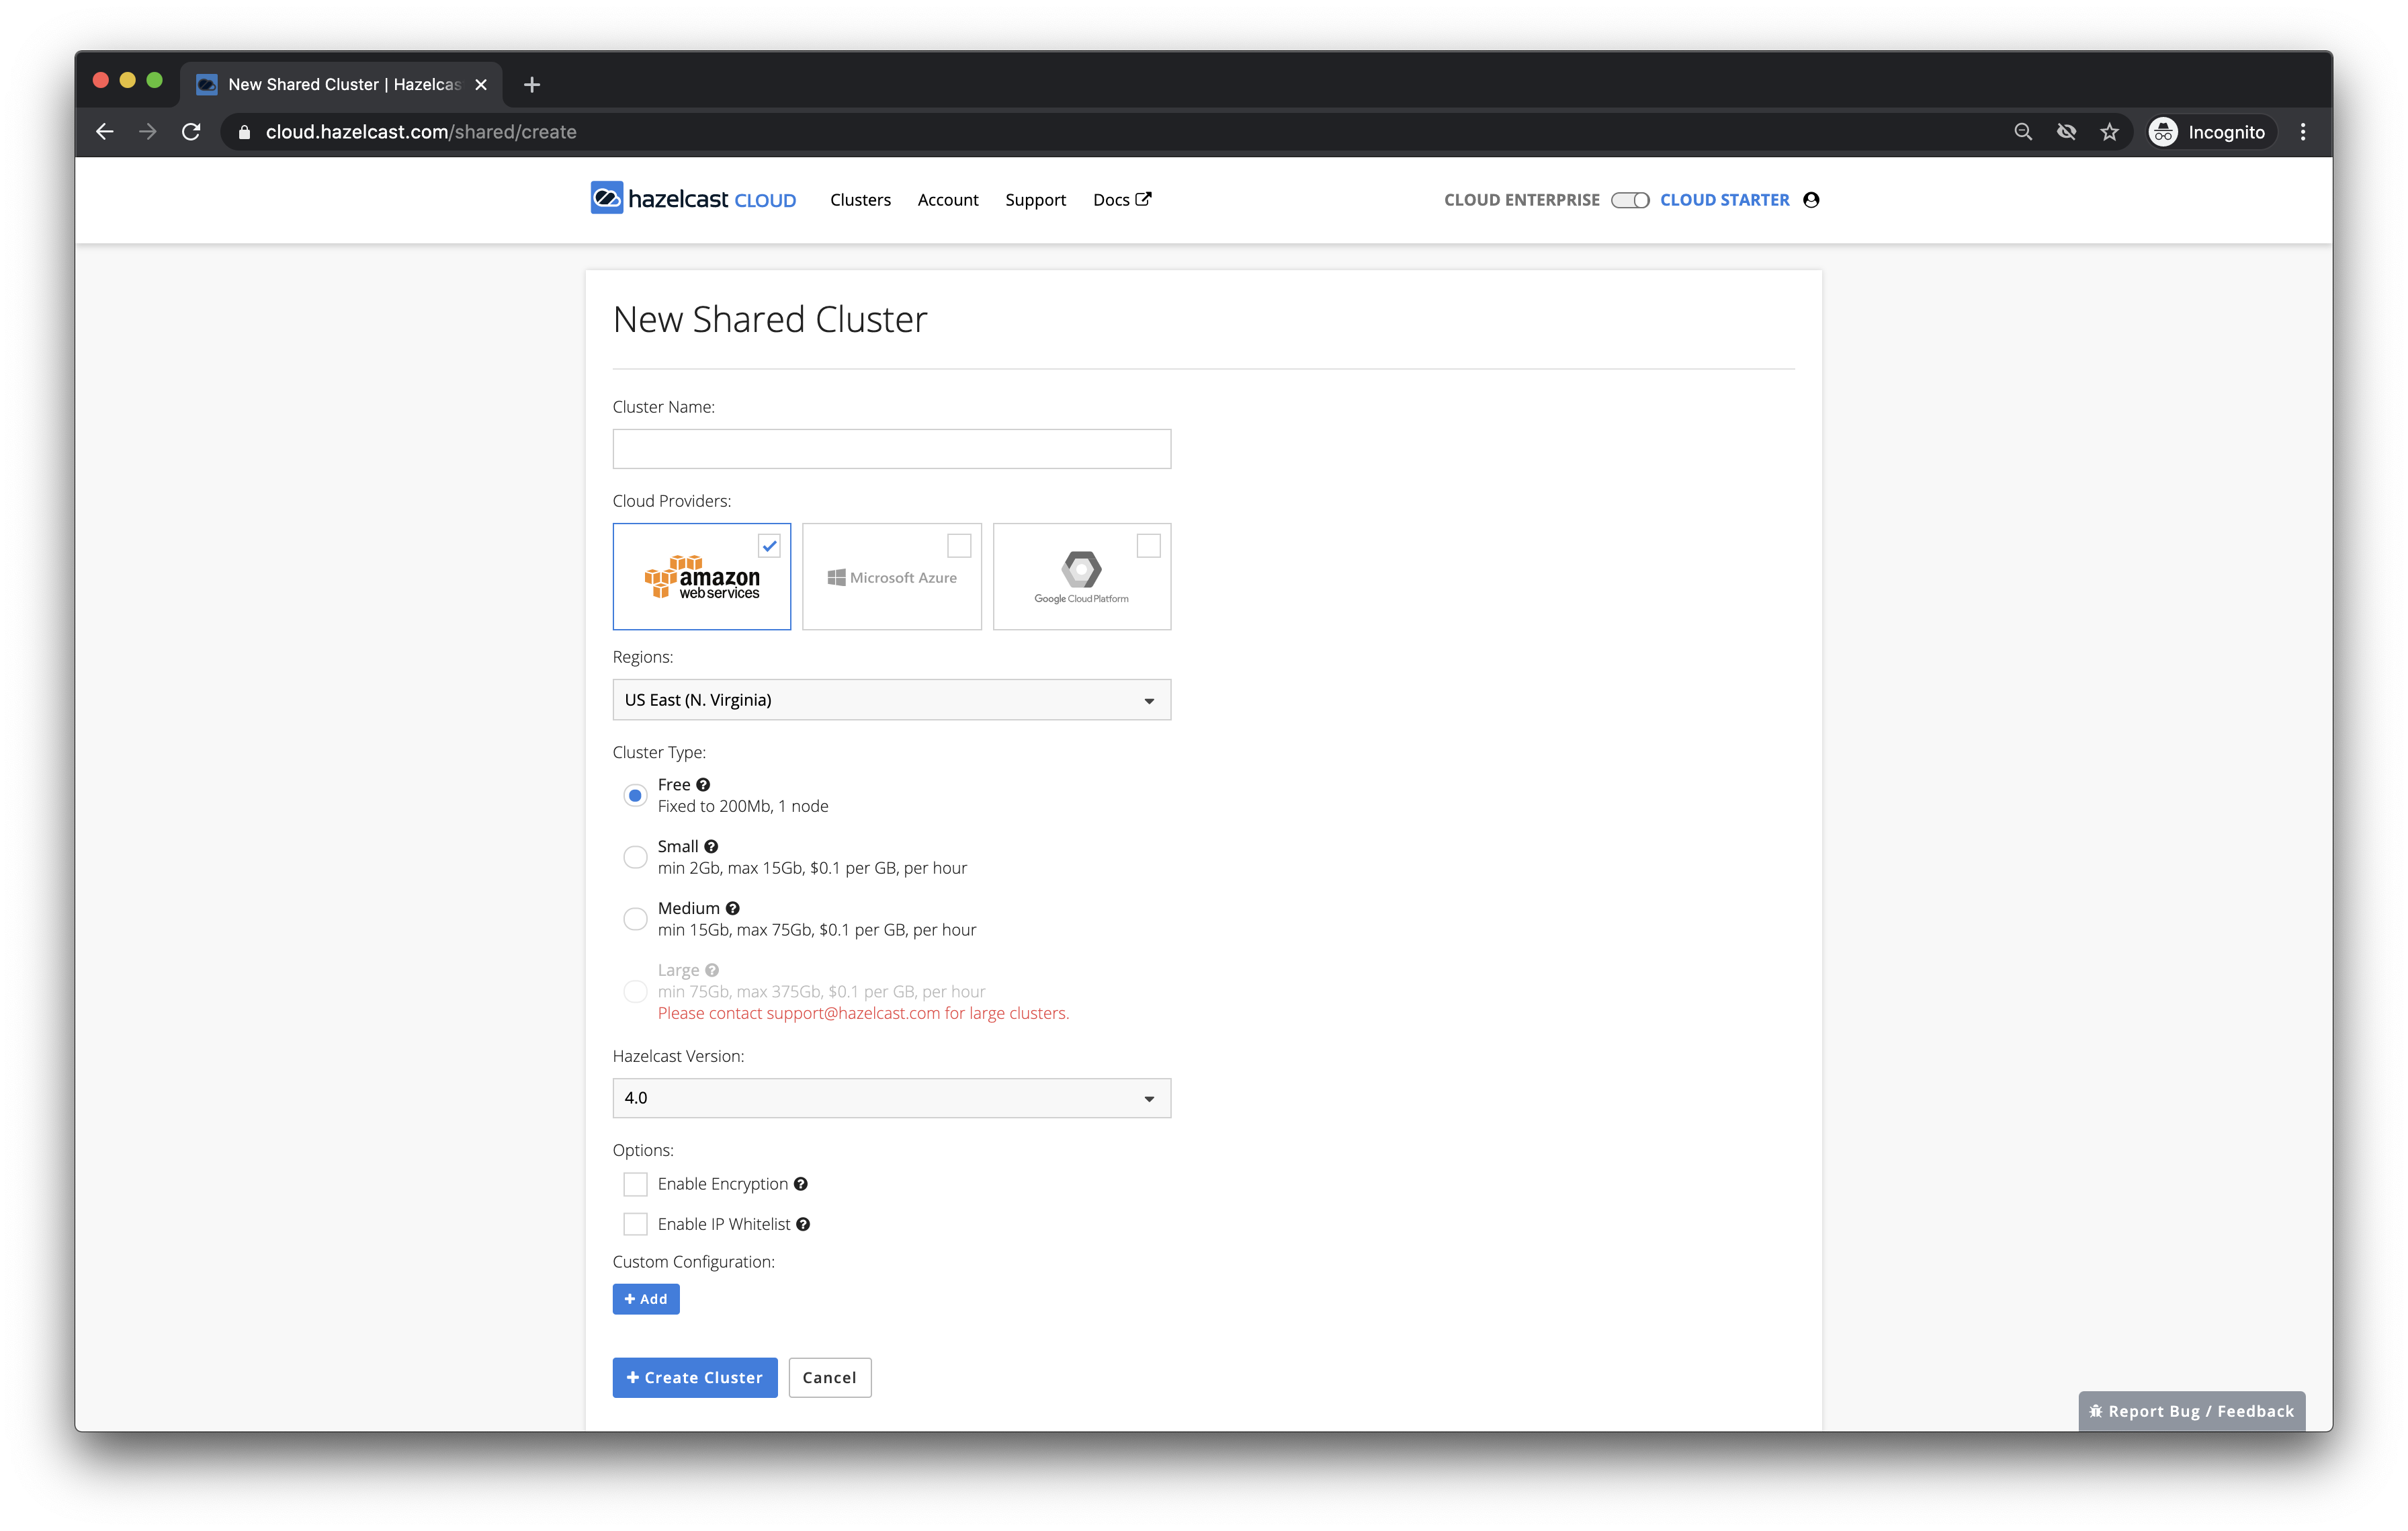 New Shared Cluster | Hazelcas
cloud.hazelcast.com/shared/create
Incognito
hazelcast CLOUD
Clusters
Account
Support
Docs
CLOUD ENTERPRISE
CLOUD STARTER
New Shared Cluster
Cluster Name:
Cloud Providers:
amazon
web services
Microsoft Azure
Google Cloud Platform
Regions:
US East (N. Virginia)
Cluster Type:
Free ?
Fixed to 200Mb, 1 node
Small ?
min 2Gb, max 15Gb, $0.1 per GB, per hour
Medium ?
min 15Gb, max 75Gb, $0.1 per GB, per hour
Large ?
min 75Gb, max 375Gb, $0.1 per GB, per hour
Please contact support@hazelcast.com for large clusters.
Hazelcast Version:
4.0
Options:
Enable Encryption ?
Enable IP Whitelist ?
Custom Configuration:
+ Add
+ Create Cluster
Cancel
Report Bug / Feedback